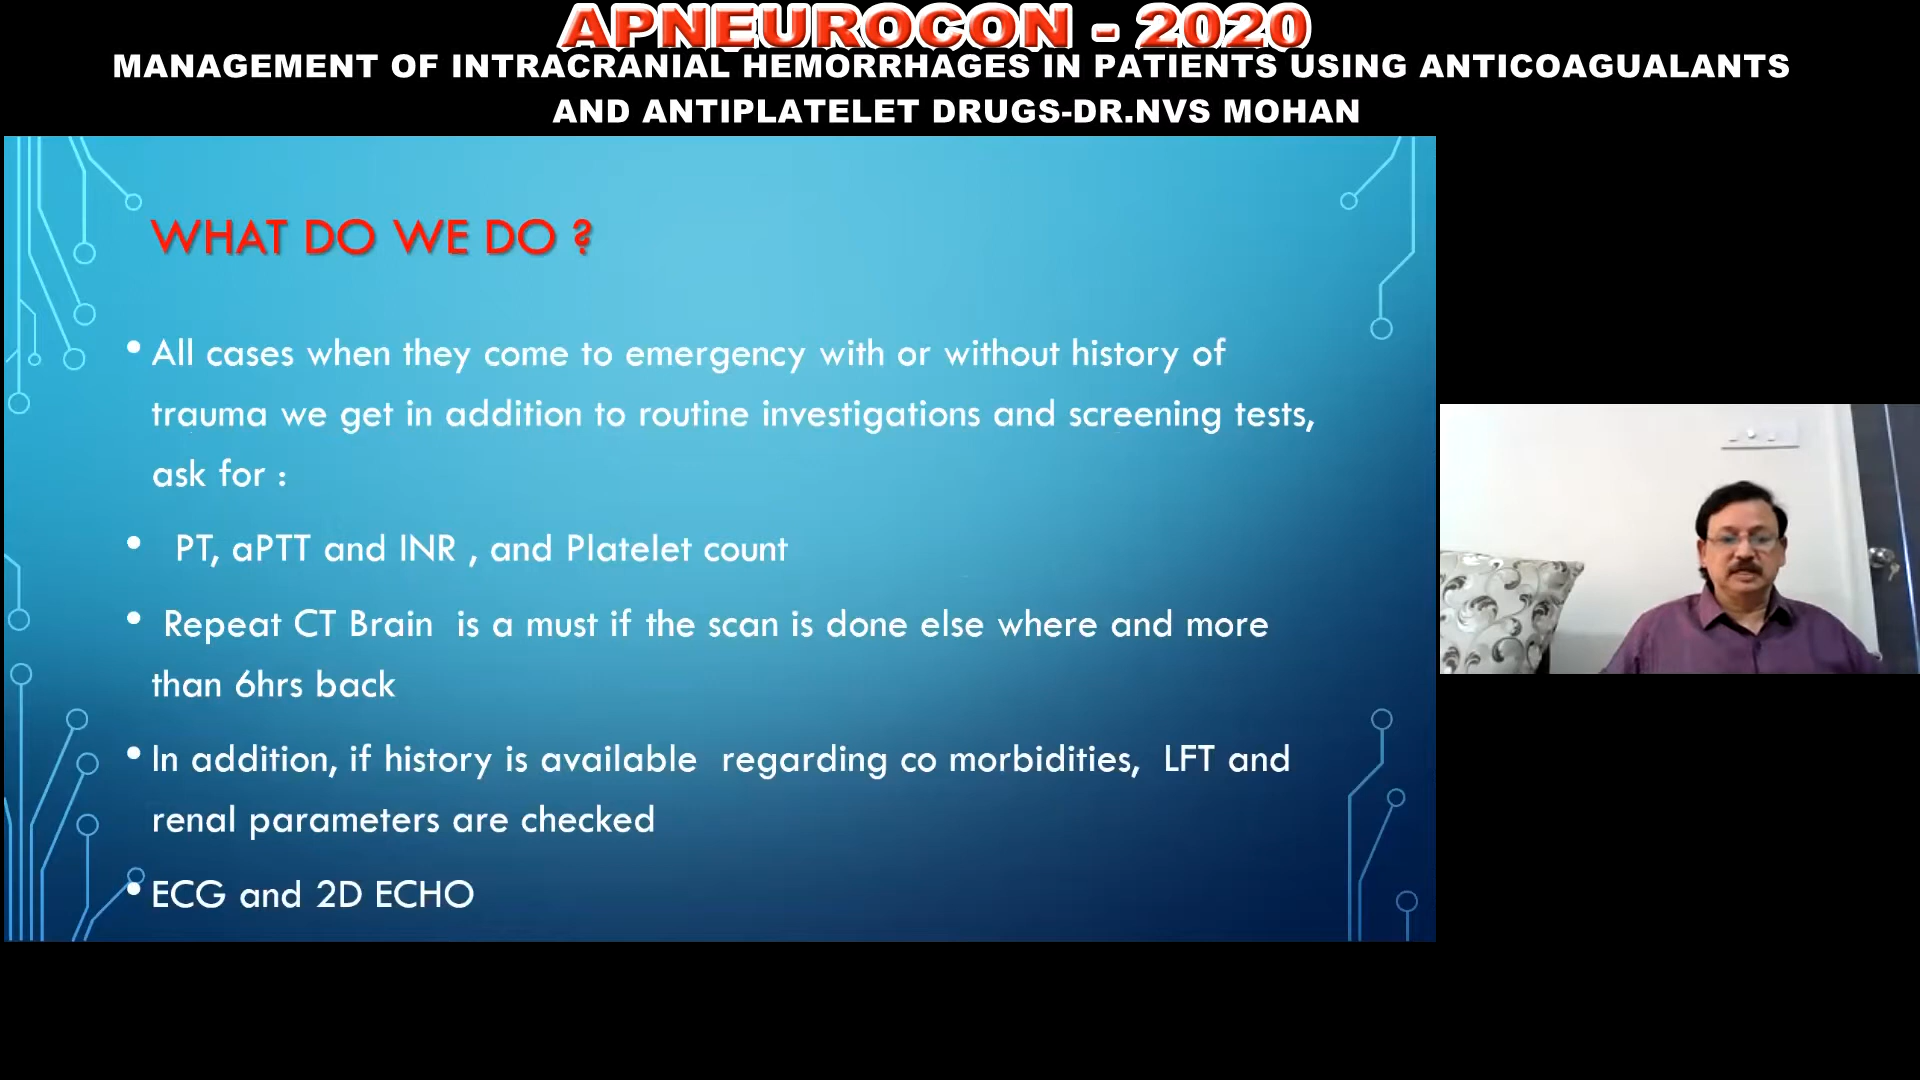 APNEUROCON - 2020
MANAGEMENT OF INTRACRANIAL HEMORRHAGES IN PATIENTS USING ANTICOAGUALANTS
AND ANTIPLATELET DRUGS-DR.NVS MOHAN
WHAT DO WE DO ?
• All cases when they come to emergency with or without history of
trauma we get in addition to routine investigations and screening tests,
ask for :
• PT, aPTT and INR , and Platelet count
• Repeat CT Brain is a must if the scan is done else where and more
than 6hrs back
• In addition, if history is available regarding co morbidities, LFT and
renal parameters are checked
• ECG and 2D ECHO